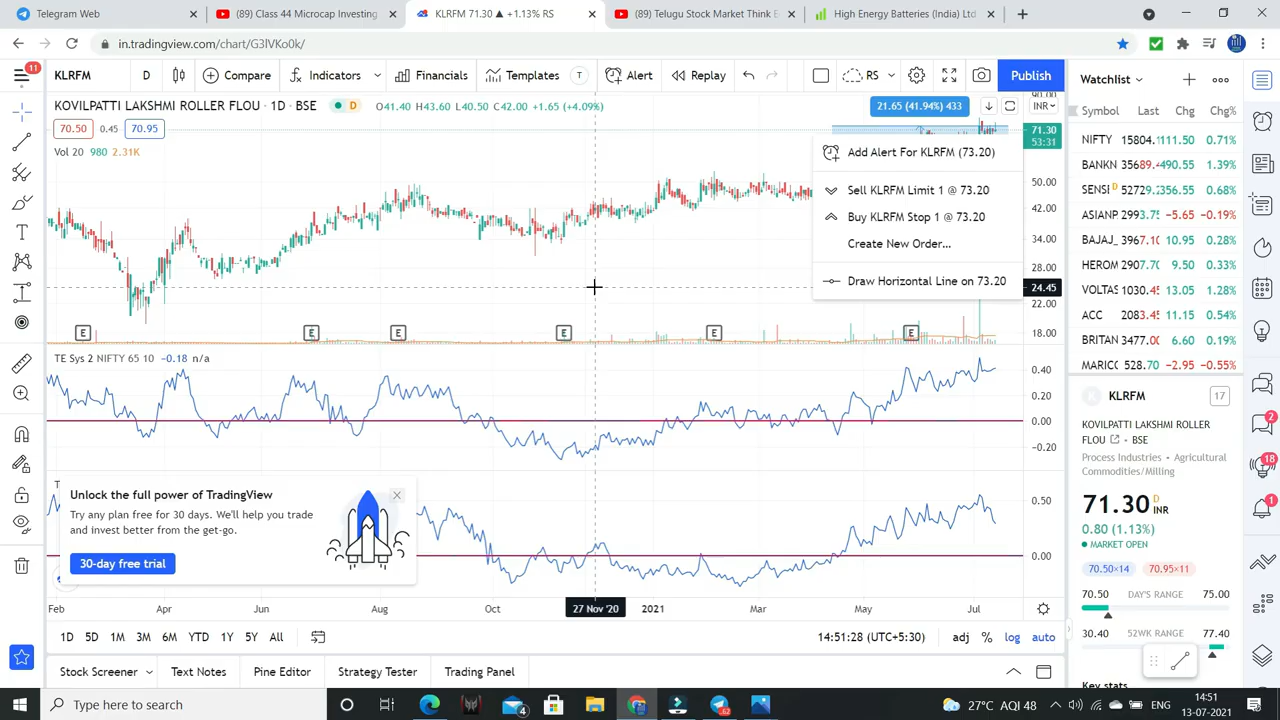 Telegram Web
(89) Class 44 Microcap Investing
KLRFM 71.30 ▲ +1.13% RS
(89) Telugu Stock Market Think E
High Energy Batteries (India) Ltd
in.tradingview.com/chart/G3lVKo0k/
11
KLRFM
D
Compare
Indicators
Financials
Templates
T
Alert
Replay
RS
Publish
KOVILPATTI LAKSHMI ROLLER FLOU · 1D · BSE
D
O41.40 H43.60 L40.50 C42.00 +1.65 (+4.09%)
70.50
0.45
70.95
Vol 20 980 2.31K
21.65 (41.94%) 433
INR
90.00
71.30
53:31
50.00
42.00
34.00
28.00
24.45
22.00
18.00
Add Alert For KLRFM (73.20)
Sell KLRFM Limit 1 @ 73.20
Buy KLRFM Stop 1 @ 73.20
Create New Order...
Draw Horizontal Line on 73.20
E E E E E E
TE Sys 2 NIFTY 65 10 −0.18 n/a
0.40
0.20
0.00
−0.20
0.50
0.00
Unlock the full power of TradingView
Try any plan free for 30 days. We'll help you trade
and invest better from the get-go.
30-day free trial
Feb Apr Jun Aug Oct 27 Nov '20 2021 Mar May Jul
1D 5D 1M 3M 6M YTD 1Y 5Y All
14:51:28 (UTC+5:30)
adj % log auto
Stock Screener
Text Notes
Pine Editor
Strategy Tester
Trading Panel
Watchlist
Symbol Last Chg Chg%
NIFTY 15804. 111.50 0.71%
BANKN 35689. 490.55 1.39%
SENSI D 52729. 356.55 0.68%
ASIANP 2993.75 −5.65 −0.19%
BAJAJ_ 3967.10 10.95 0.28%
HEROM 2907.70 9.50 0.33%
VOLTAS 1030.45 13.05 1.28%
ACC 2083.45 11.15 0.54%
BRITAN 3477.00 6.60 0.19%
MARICO 528.70 −2.95 −0.55%
KLRFM
17
KOVILPATTI LAKSHMI ROLLER
FLOU · BSE
Process Industries · Agricultural
Commodities/Milling
71.30 D INR
0.80 (1.13%)
MARKET OPEN
70.50×14
70.95×11
70.50 DAY'S RANGE 75.00
30.40 52WK RANGE 77.40
Key stats
2
18
1
Type here to search
4
27°C AQI 48
ENG
14:51
13-07-2021